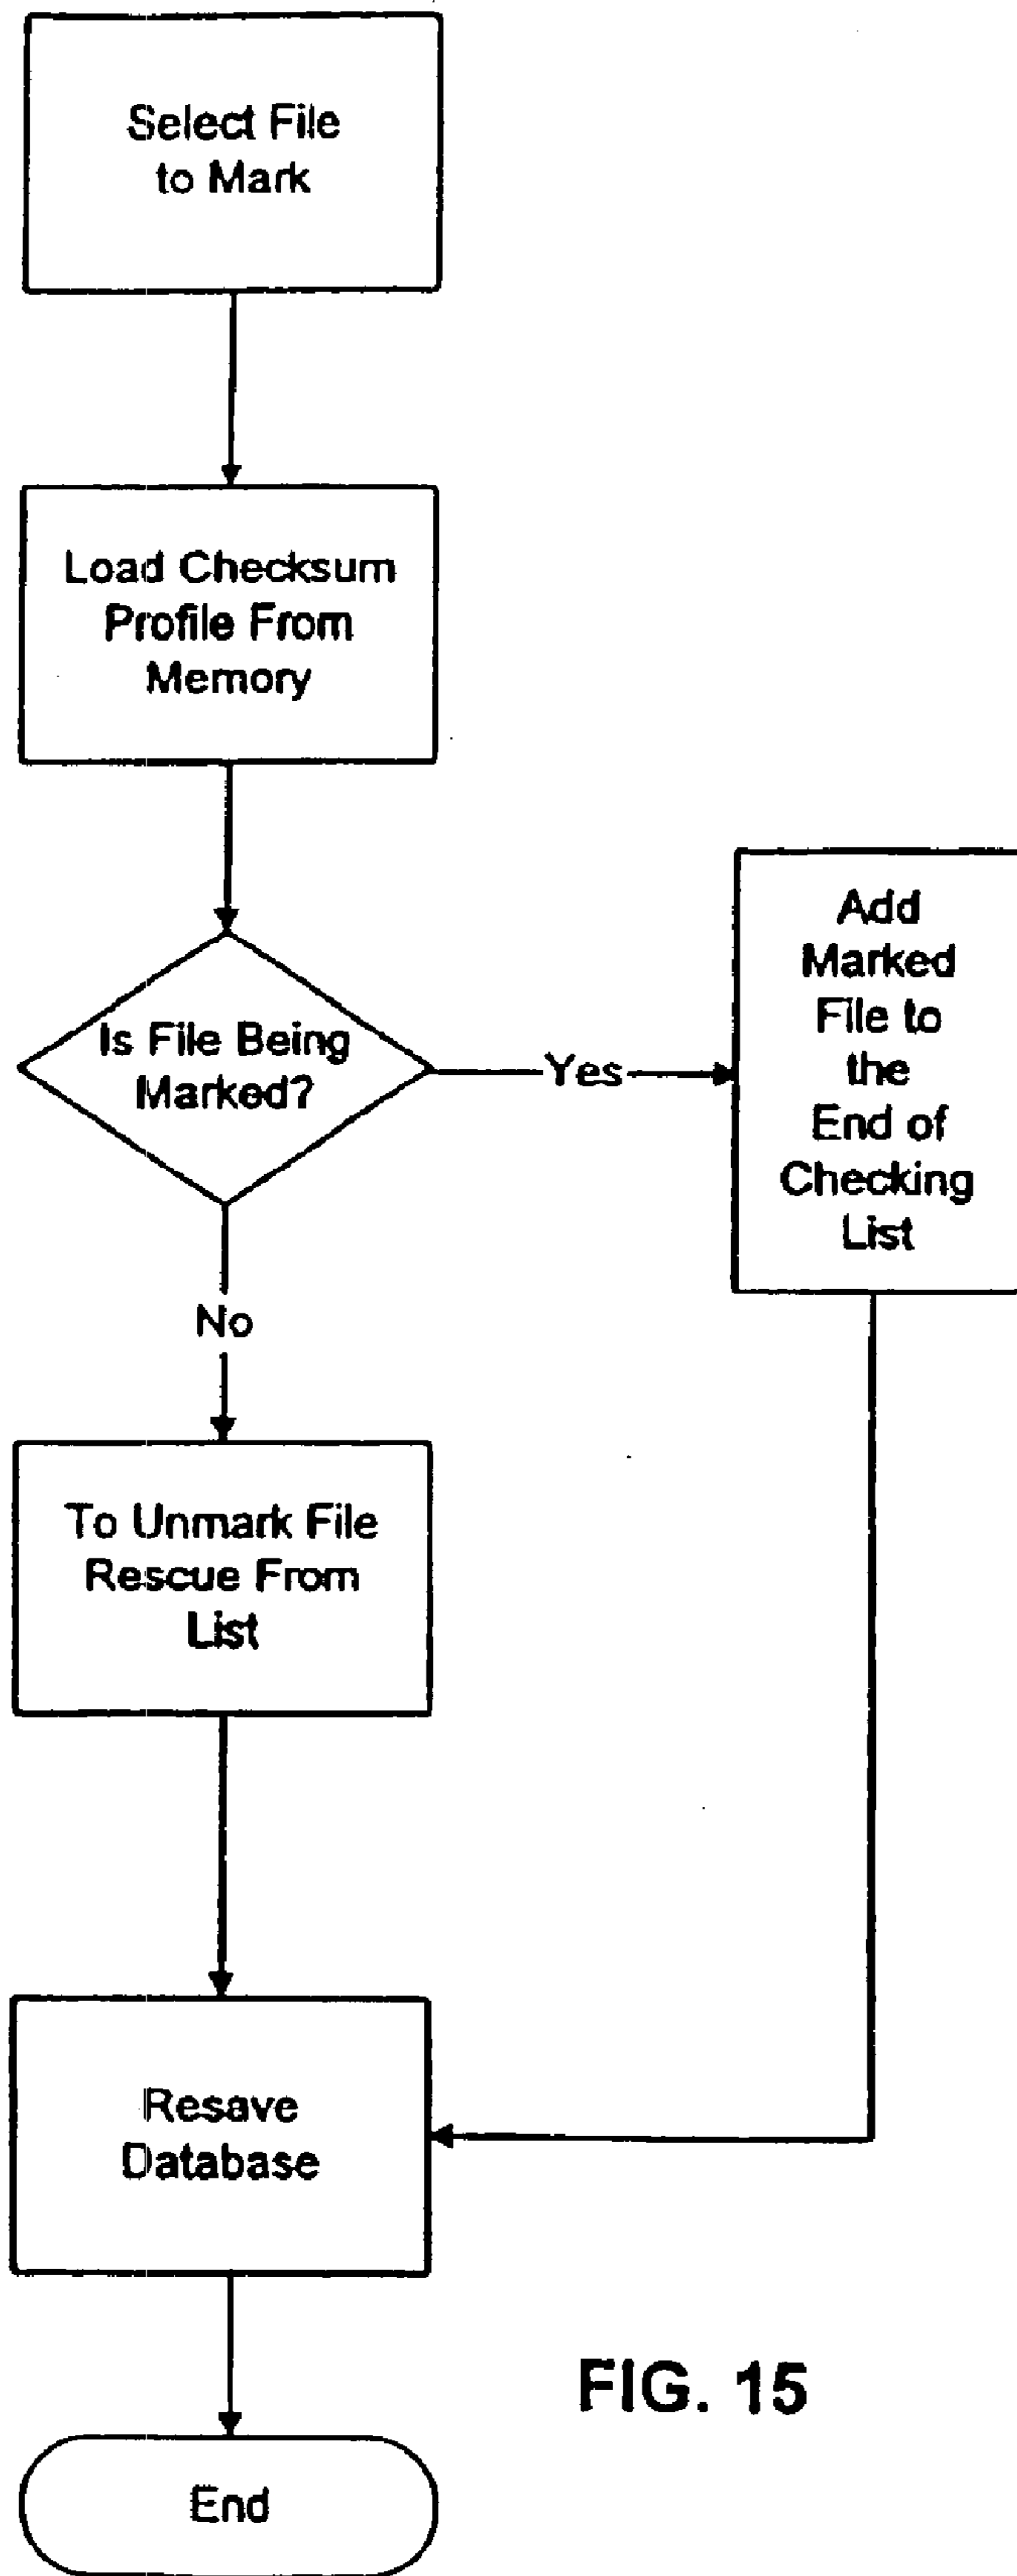 Select File
to Mark
Load Checksum
Profile From
Memory
Is File Being
Marked?
Yes
Add
Marked
File to
the
End of
Checking
List
No
To Unmark File
Rescue From
List
Resave
Database
End
FIG. 15